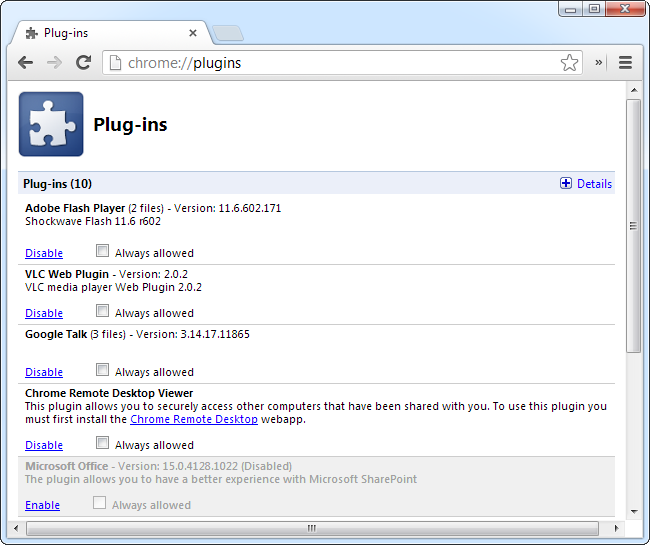 Plug-ins
chrome://plugins
»
Plug-ins
Plug-ins (10)
Details
Adobe Flash Player (2 files) - Version: 11.6.602.171
Shockwave Flash 11.6 r602
Disable Always allowed
VLC Web Plugin - Version: 2.0.2
VLC media player Web Plugin 2.0.2
Disable Always allowed
Google Talk (3 files) - Version: 3.14.17.11865
Disable Always allowed
Chrome Remote Desktop Viewer
This plugin allows you to securely access other computers that have been shared with you. To use this plugin you
must first install the Chrome Remote Desktop webapp.
Disable Always allowed
Microsoft Office - Version: 15.0.4128.1022 (Disabled)
The plugin allows you to have a better experience with Microsoft SharePoint
Enable Always allowed